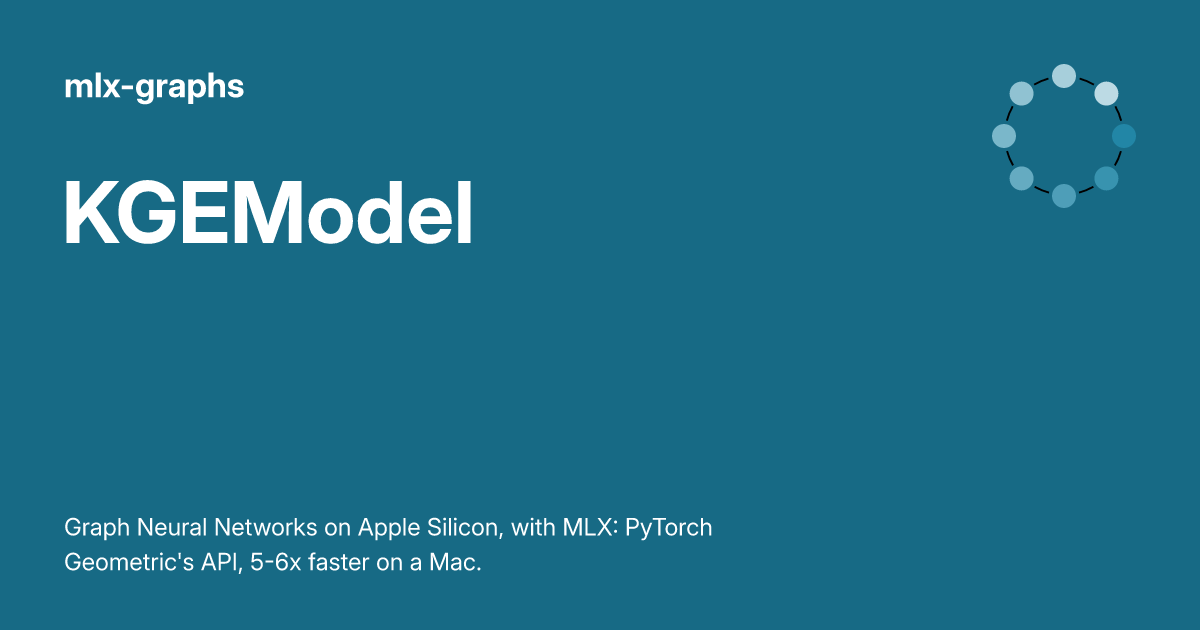 mlx-graphs
KGEModel
Graph Neural Networks on Apple Silicon, with MLX: PyTorch
Geometric's API, 5-6x faster on a Mac.